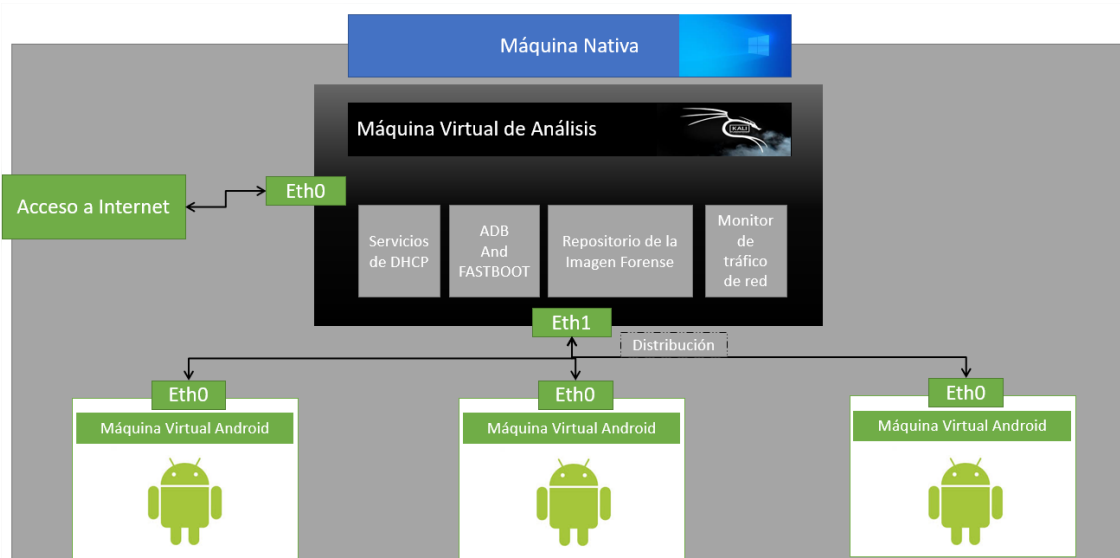 Máquina Nativa
Máquina Virtual de Análisis
KALI
Acceso a Internet
Eth0
Servicios
de DHCP
ADB
And
FASTBOOT
Repositorio de la
Imagen Forense
Monitor
de
tráfico
de red
Eth1
Distribución
Eth0
Máquina Virtual Android
Eth0
Máquina Virtual Android
Eth0
Máquina Virtual Android